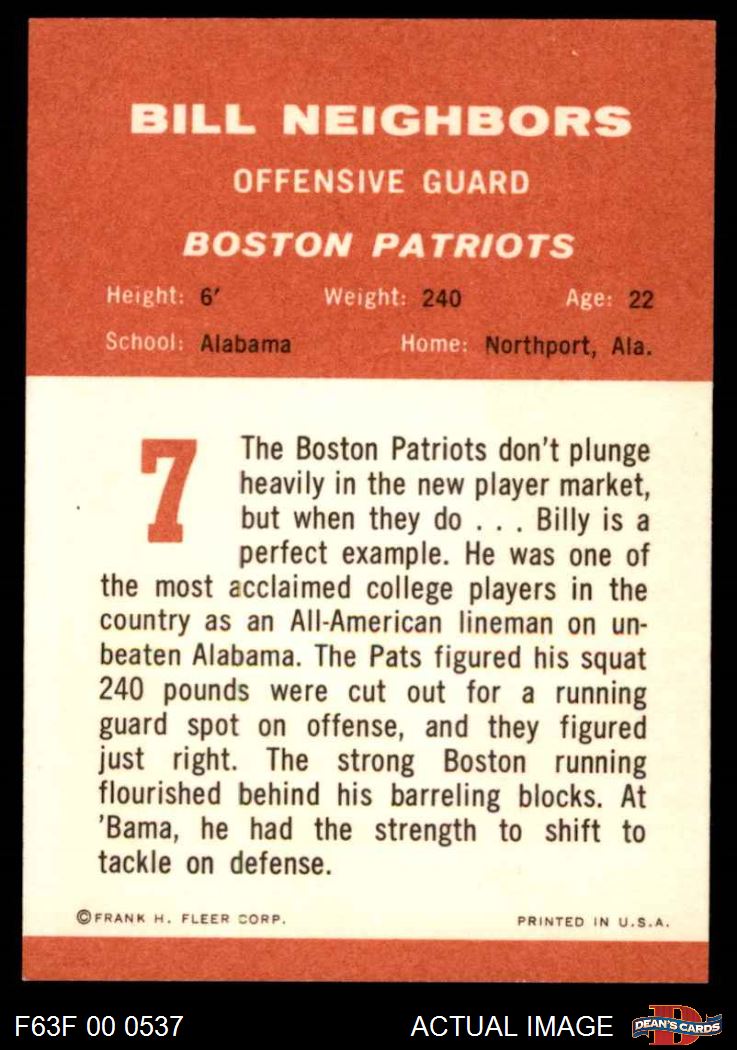 BILL NEIGHBORS
OFFENSIVE GUARD
BOSTON PATRIOTS
Height: 6′ Weight: 240 Age: 22
School: Alabama Home: Northport, Ala.
7
The Boston Patriots don't plunge
heavily in the new player market,
but when they do . . . Billy is a
perfect example. He was one of
the most acclaimed college players in the
country as an All-American lineman on un-
beaten Alabama. The Pats figured his squat
240 pounds were cut out for a running
guard spot on offense, and they figured
just right. The strong Boston running
flourished behind his barreling blocks. At
'Bama, he had the strength to shift to
tackle on defense.
©FRANK H. FLEER CORP. PRINTED IN U.S.A.
F63F 00 0537 ACTUAL IMAGE D DEAN'S CARDS